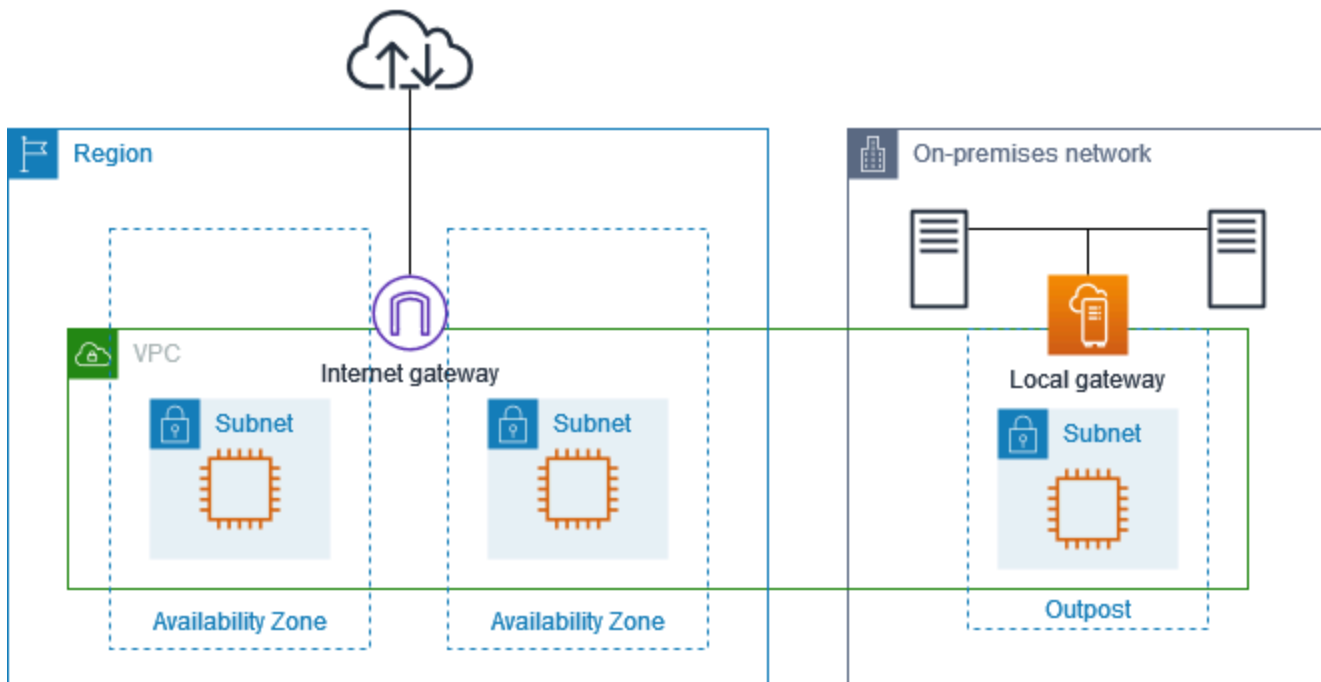 Region
On-premises network
VPC
Internet gateway
Local gateway
Subnet
Subnet
Subnet
Availability Zone
Availability Zone
Outpost